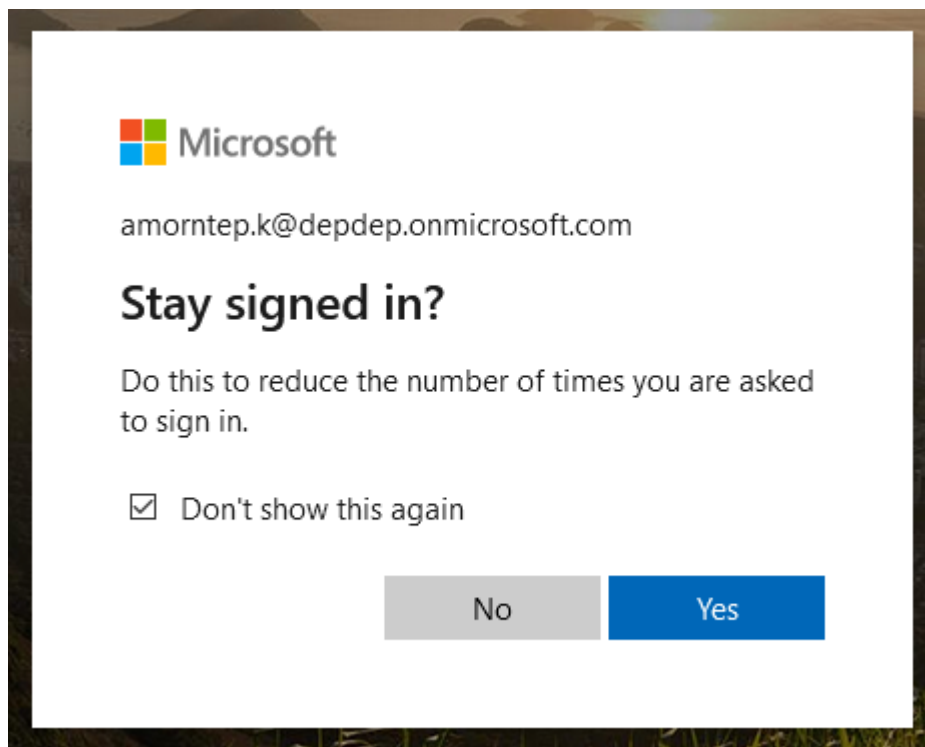 Microsoft
amorntep.k@depdep.onmicrosoft.com
Stay signed in?
Do this to reduce the number of times you are asked
to sign in.
Don't show this again
No
Yes